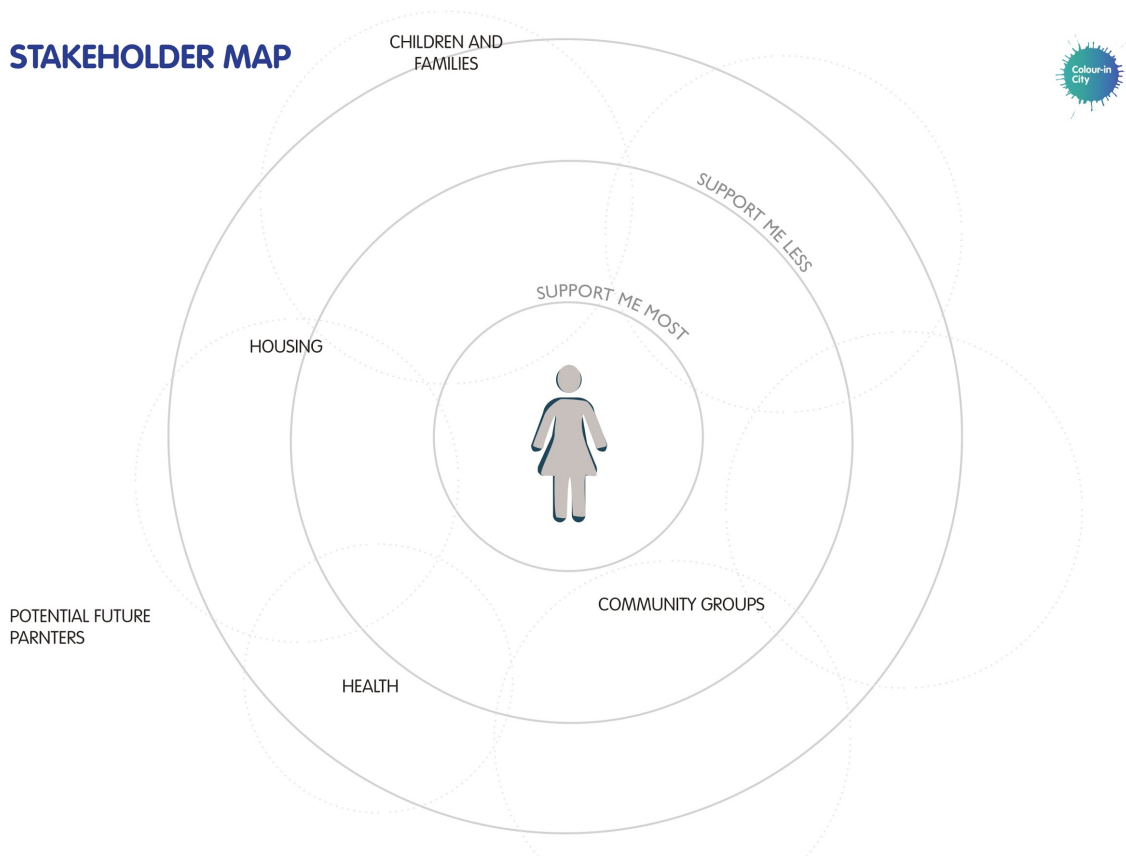 STAKEHOLDER MAP
CHILDREN AND
FAMILIES
Colour-in
City
SUPPORT ME LESS
SUPPORT ME MOST
HOUSING
COMMUNITY GROUPS
POTENTIAL FUTURE
PARNTERS
HEALTH